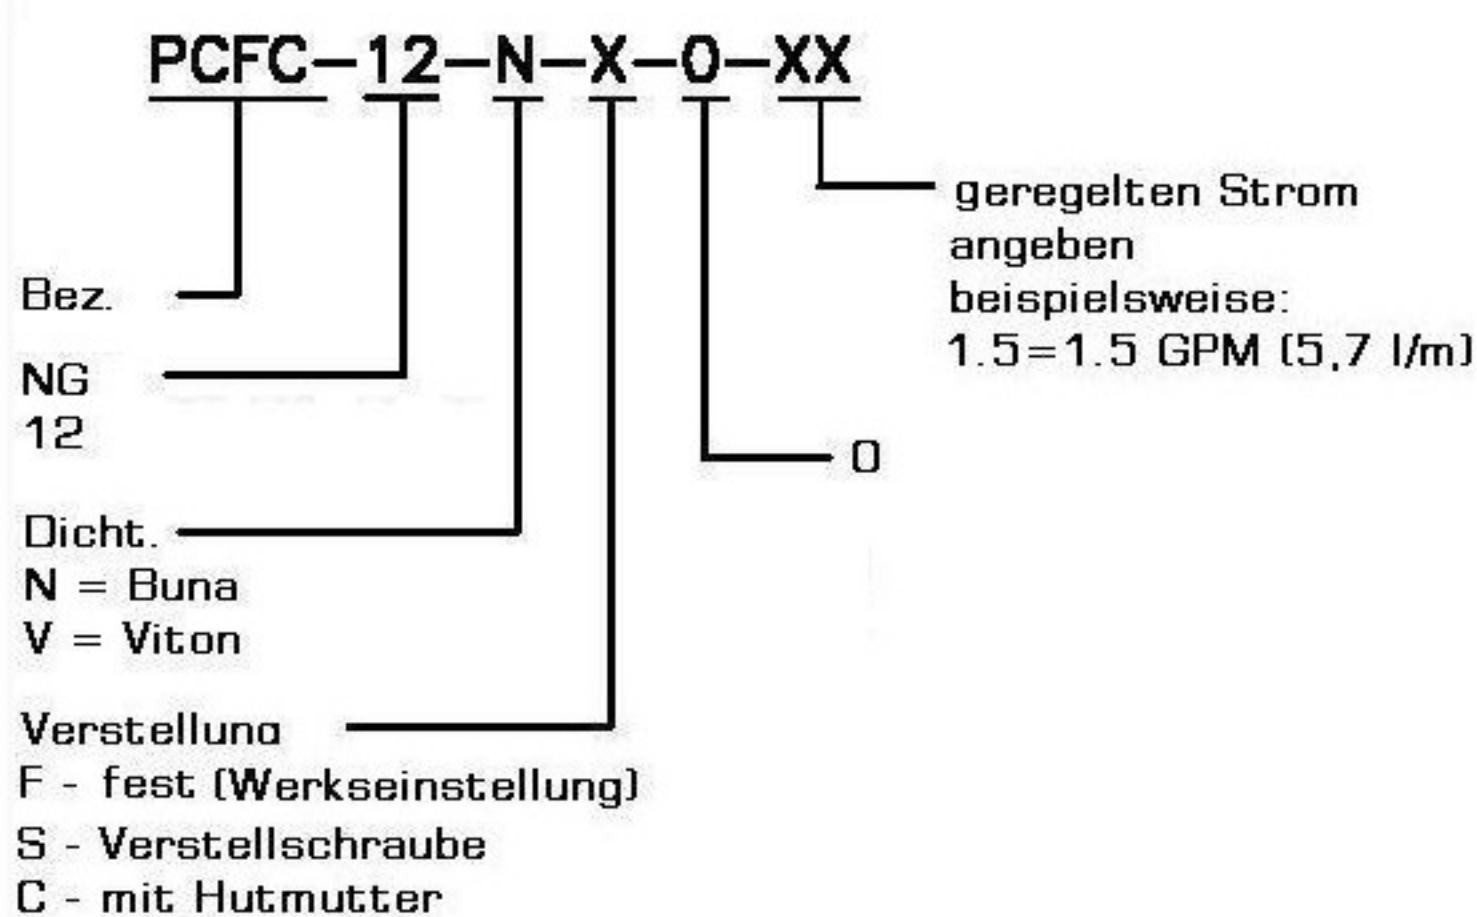 PCFC-12-N-X-0-XX
geregelten Strom
angeben
beispielsweise:
1.5=1.5 GPM (5,7 l/m)
Bez.
NG
12
0
Dicht.
N = Buna
V = Viton
Verstellung
F - fest (Werkseinstellung)
S - Verstellschraube
C - mit Hutmutter